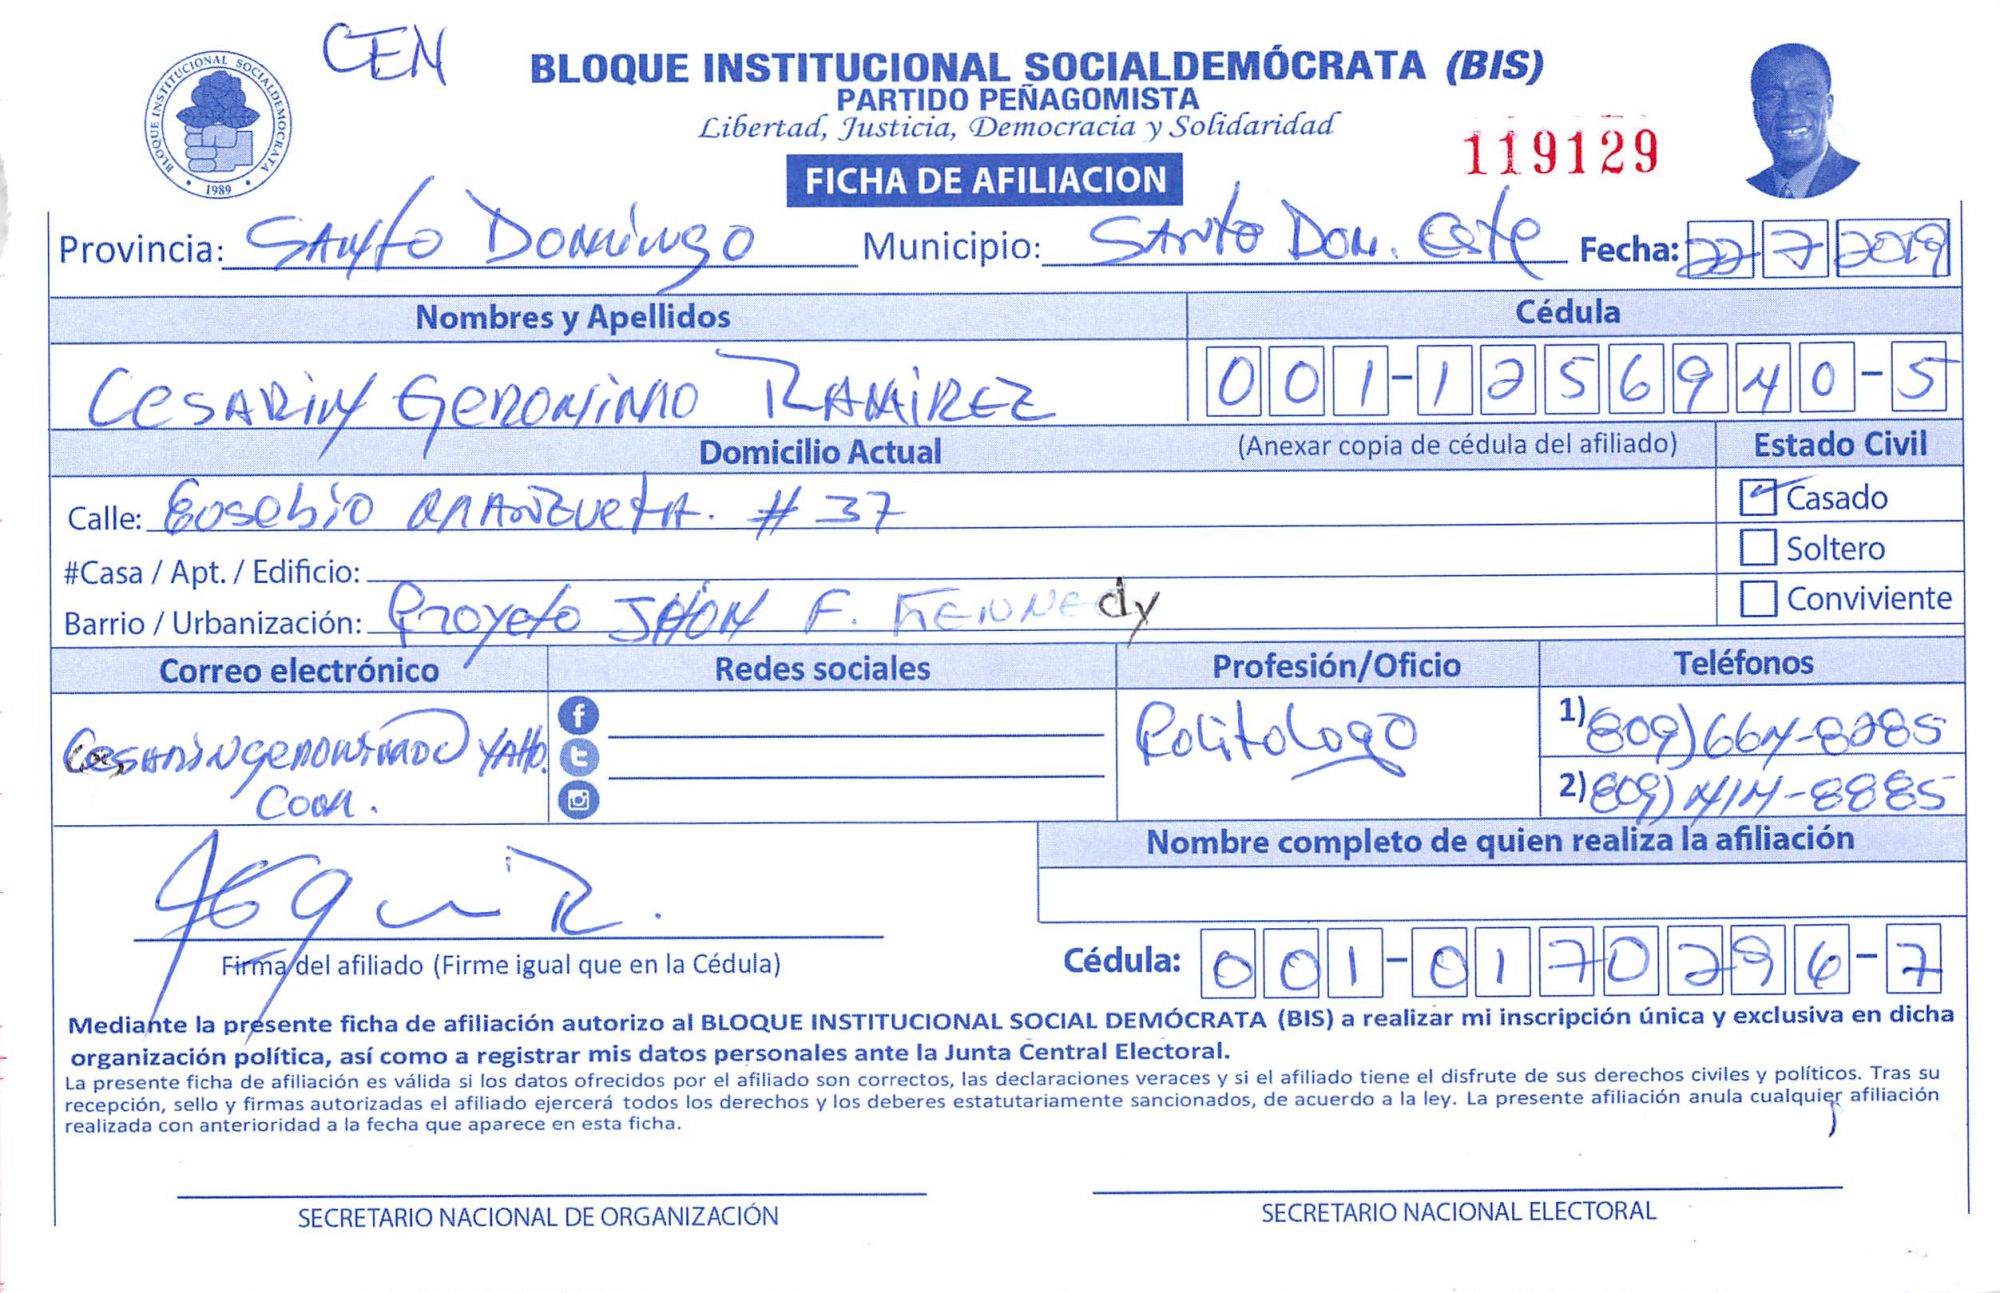 CEN
BLOQUE INSTITUCIONAL SOCIALDEMOCRATA
1989
BLOQUE INSTITUCIONAL SOCIALDEMÓCRATA (BIS)
PARTIDO PEÑAGOMISTA
Libertad, Justicia, Democracia y Solidaridad
119129
FICHA DE AFILIACION
Provincia: Santo Domingo Municipio: Santo Dom. Este Fecha: 22 7 2019
Nombres y Apellidos Cédula
Cesarin Geronimo Ramirez 001-1256940-5
Domicilio Actual (Anexar copia de cédula del afiliado) Estado Civil
Calle: Eusebio # 37 Casado
Soltero
#Casa / Apt. / Edificio:
Conviviente
Barrio / Urbanización: Proyeto JHON F. Kennedy
Correo electrónico Redes sociales Profesión/Oficio Teléfonos
Politologo 1) 809) 664-8285
Com. 2) 809) 414-8885
Nombre completo de quien realiza la afiliación
Firma del afiliado (Firme igual que en la Cédula) Cédula: 001-0170296-7
Mediante la presente ficha de afiliación autorizo al BLOQUE INSTITUCIONAL SOCIAL DEMÓCRATA (BIS) a realizar mi inscripción única y exclusiva en dicha
organización política, así como a registrar mis datos personales ante la Junta Central Electoral.
La presente ficha de afiliación es válida si los datos ofrecidos por el afiliado son correctos, las declaraciones veraces y si el afiliado tiene el disfrute de sus derechos civiles y políticos. Tras su
recepción, sello y firmas autorizadas el afiliado ejercerá todos los derechos y los deberes estatutariamente sancionados, de acuerdo a la ley. La presente afiliación anula cualquier afiliación
realizada con anterioridad a la fecha que aparece en esta ficha.
SECRETARIO NACIONAL DE ORGANIZACIÓN SECRETARIO NACIONAL ELECTORAL